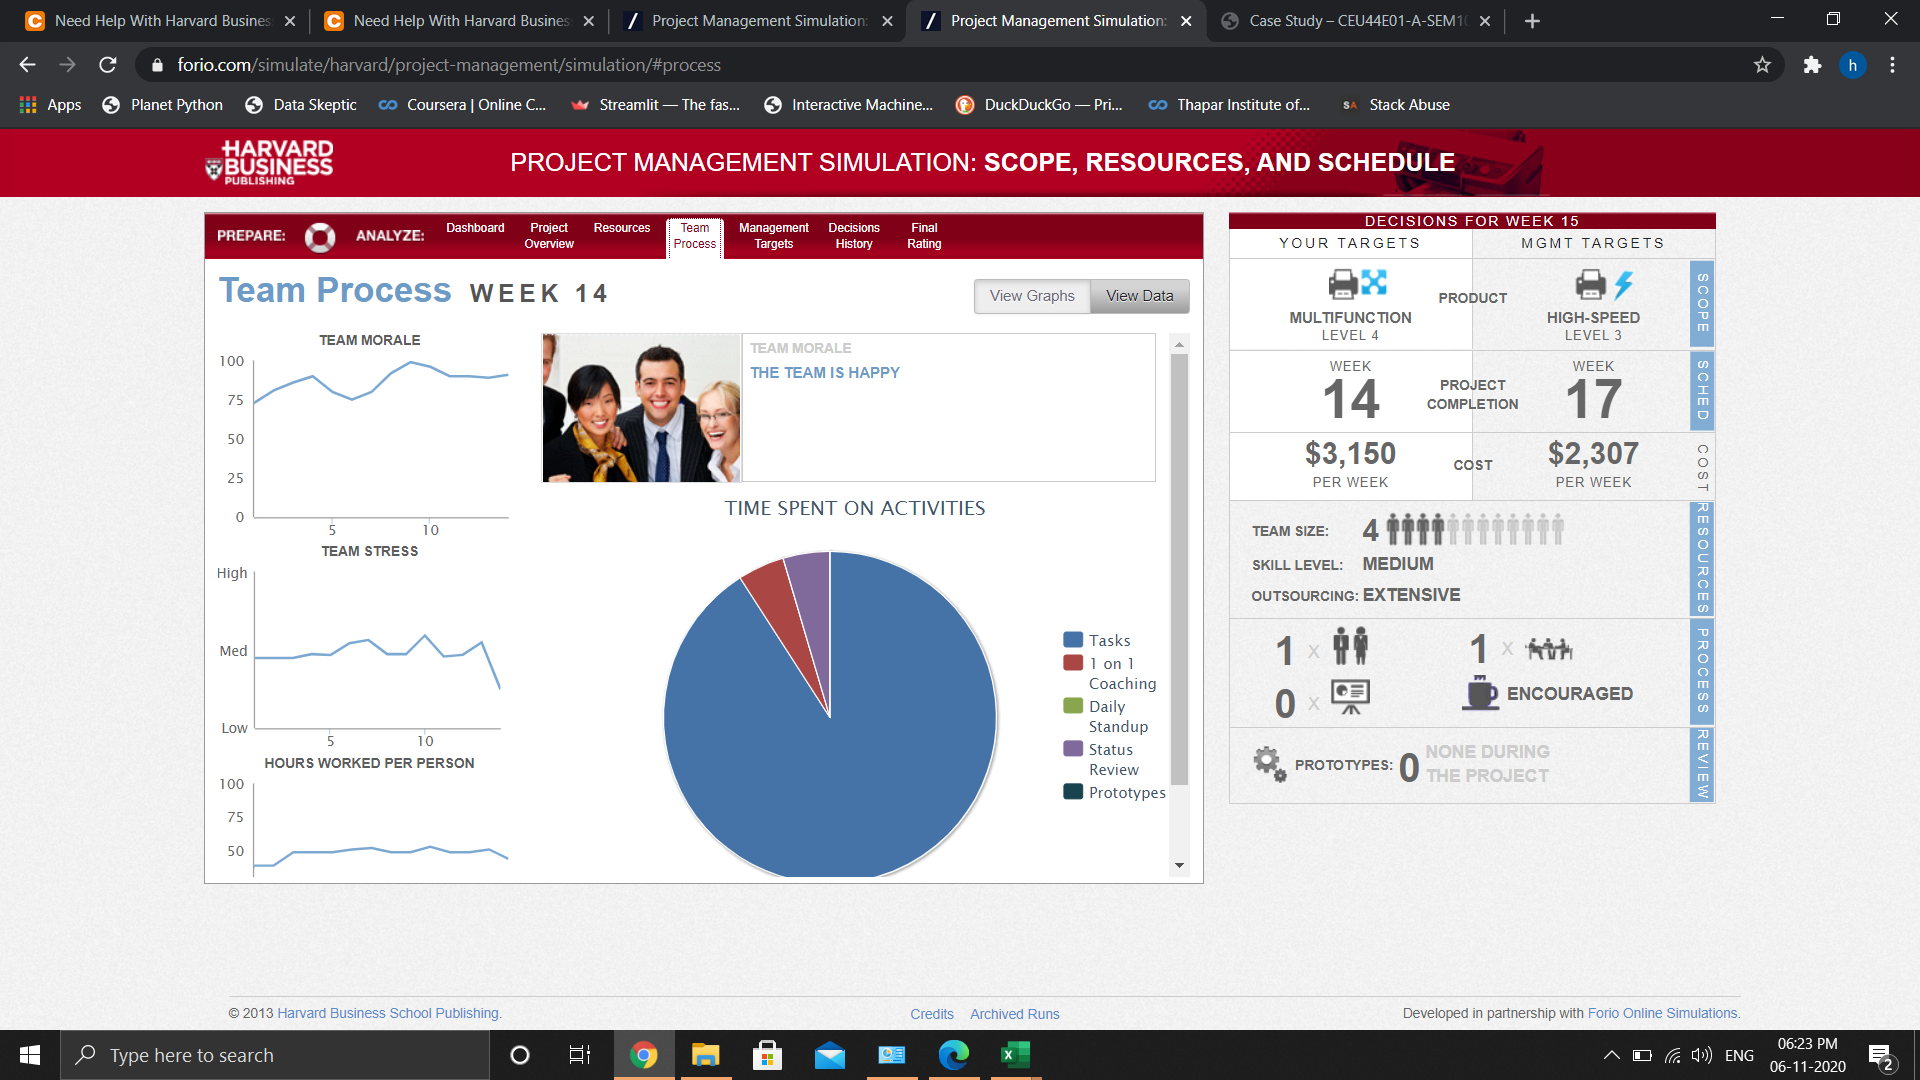 Need Help With Harvard Busines
Need Help With Harvard Busines
Project Management Simulation:
Project Management Simulation:
Case Study – CEU44E01-A-SEM1
forio.com/simulate/harvard/project-management/simulation/#process
h
Apps
Planet Python
Data Skeptic
Coursera | Online C...
Streamlit — The fas...
Interactive Machine...
DuckDuckGo — Pri...
Thapar Institute of...
SA Stack Abuse
HARVARD
BUSINESS
PUBLISHING
PROJECT MANAGEMENT SIMULATION: SCOPE, RESOURCES, AND SCHEDULE
PREPARE:
ANALYZE:
Dashboard
Project
Overview
Resources
Team
Process
Management
Targets
Decisions
History
Final
Rating
Team Process WEEK 14
View Graphs
View Data
TEAM MORALE
100
75
50
25
0
5
10
TEAM STRESS
High
Med
Low
5
10
HOURS WORKED PER PERSON
100
75
50
TEAM MORALE
THE TEAM IS HAPPY
TIME SPENT ON ACTIVITIES
Tasks
1 on 1
Coaching
Daily
Standup
Status
Review
Prototypes
DECISIONS FOR WEEK 15
YOUR TARGETS
MGMT TARGETS
MULTIFUNCTION
LEVEL 4
PRODUCT
HIGH-SPEED
LEVEL 3
SCOPE
WEEK
14
PROJECT
COMPLETION
WEEK
17
SCHED
$3,150
PER WEEK
COST
$2,307
PER WEEK
COST
TEAM SIZE: 4
SKILL LEVEL: MEDIUM
OUTSOURCING: EXTENSIVE
RESOURCES
1 x
1 x
0 x
ENCOURAGED
PROCESS
PROTOTYPES: 0 NONE DURING
THE PROJECT
REVIEW
© 2013 Harvard Business School Publishing.
Credits
Archived Runs
Developed in partnership with Forio Online Simulations.
Type here to search
ENG
06:23 PM
06-11-2020
2